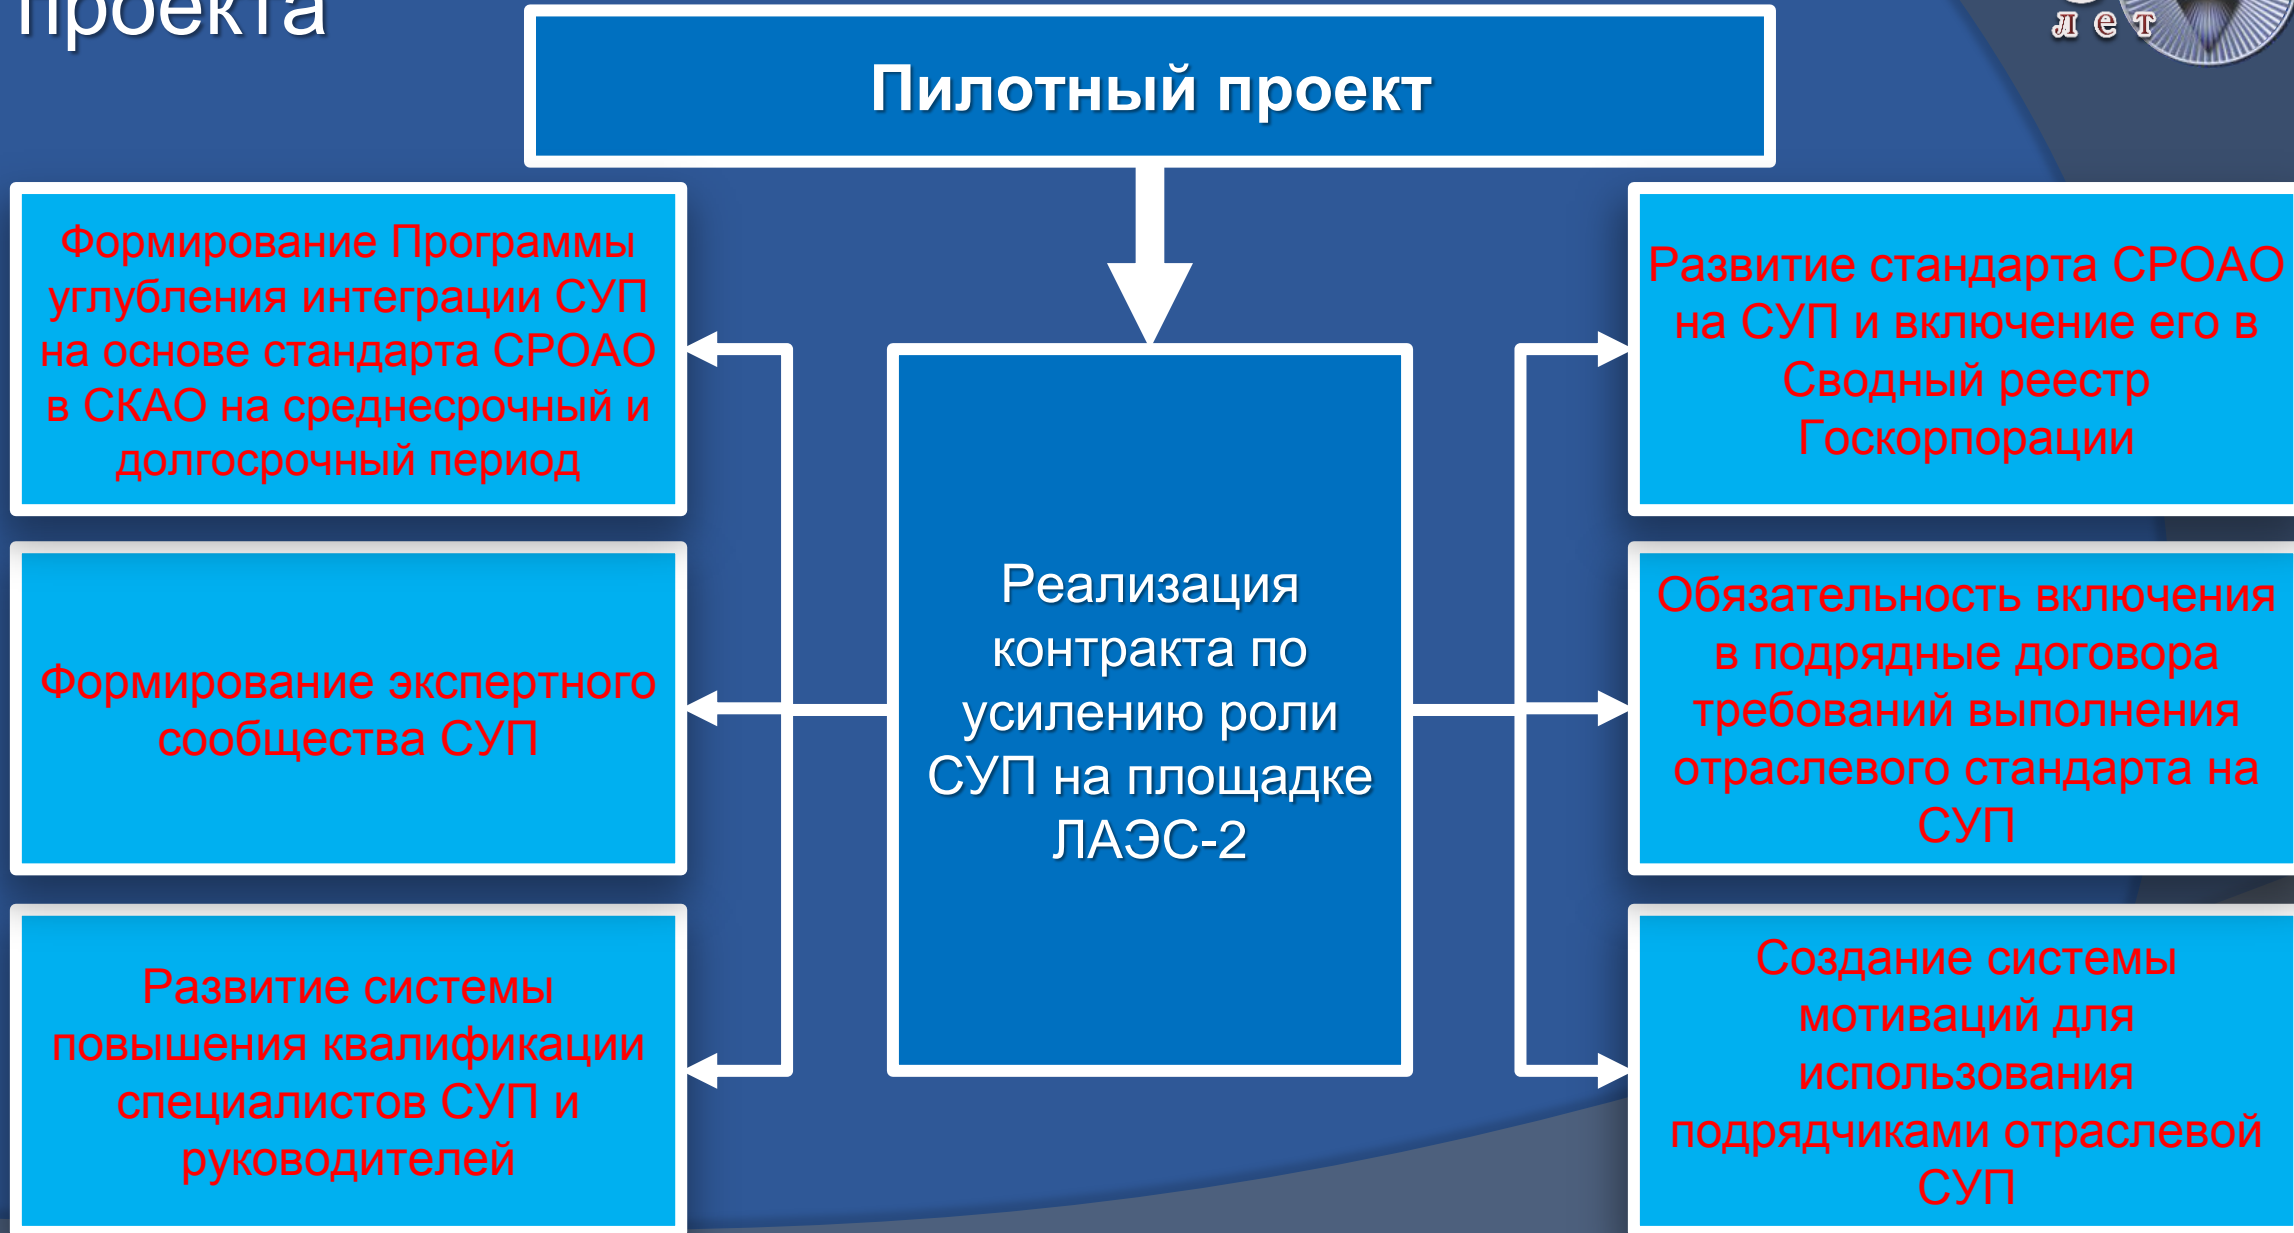 проекта
лет
Пилотный проект
Формирование Программы
углубления интеграции СУП
на основе стандарта СРОАО
в СКАО на среднесрочный и
долгосрочный период
Формирование экспертного
сообщества СУП
Развитие системы
повышения квалификации
специалистов СУП и
руководителей
Реализация
контракта по
усилению роли
СУП на площадке
ЛАЭС-2
Развитие стандарта СРОАО
на СУП и включение его в
Сводный реестр
Госкорпорации
Обязательность включения
в подрядные договора
требований выполнения
отраслевого стандарта на
СУП
Создание системы
мотиваций для
использования
подрядчиками отраслевой
СУП